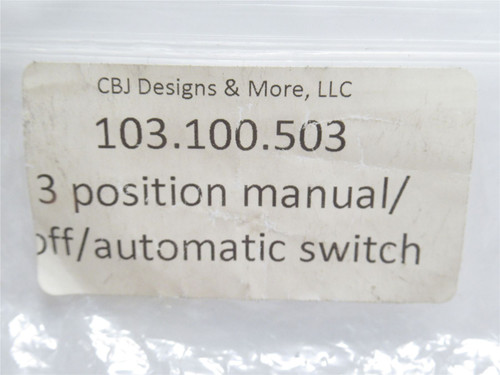 CBJ Designs & More, LLC
103.100.503
3 position manual/
off/automatic switch